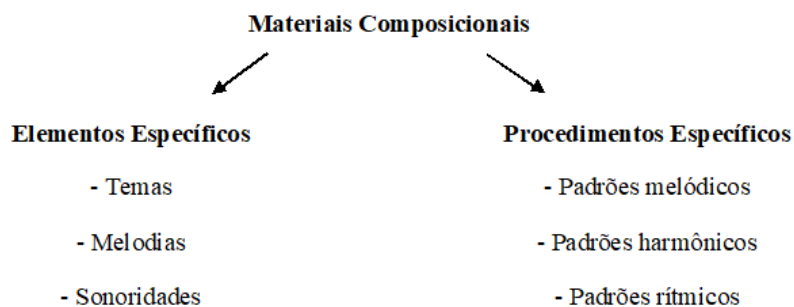 Materiais Composicionais
Elementos Específicos
- Temas
- Melodias
- Sonoridades
Procedimentos Específicos
- Padrões melódicos
- Padrões harmônicos
- Padrões rítmicos